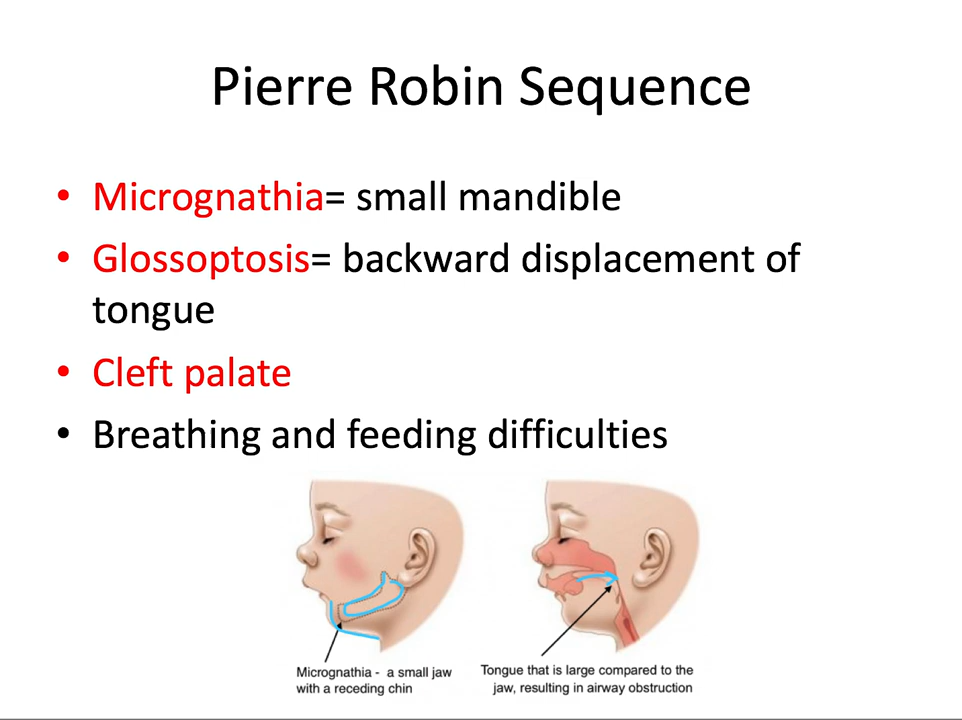 Pierre Robin Sequence
• Micrognathia= small mandible
• Glossoptosis= backward displacement of
tongue
• Cleft palate
• Breathing and feeding difficulties
Micrognathia - a small jaw
with a receding chin
Tongue that is large compared to the
jaw, resulting in airway obstruction